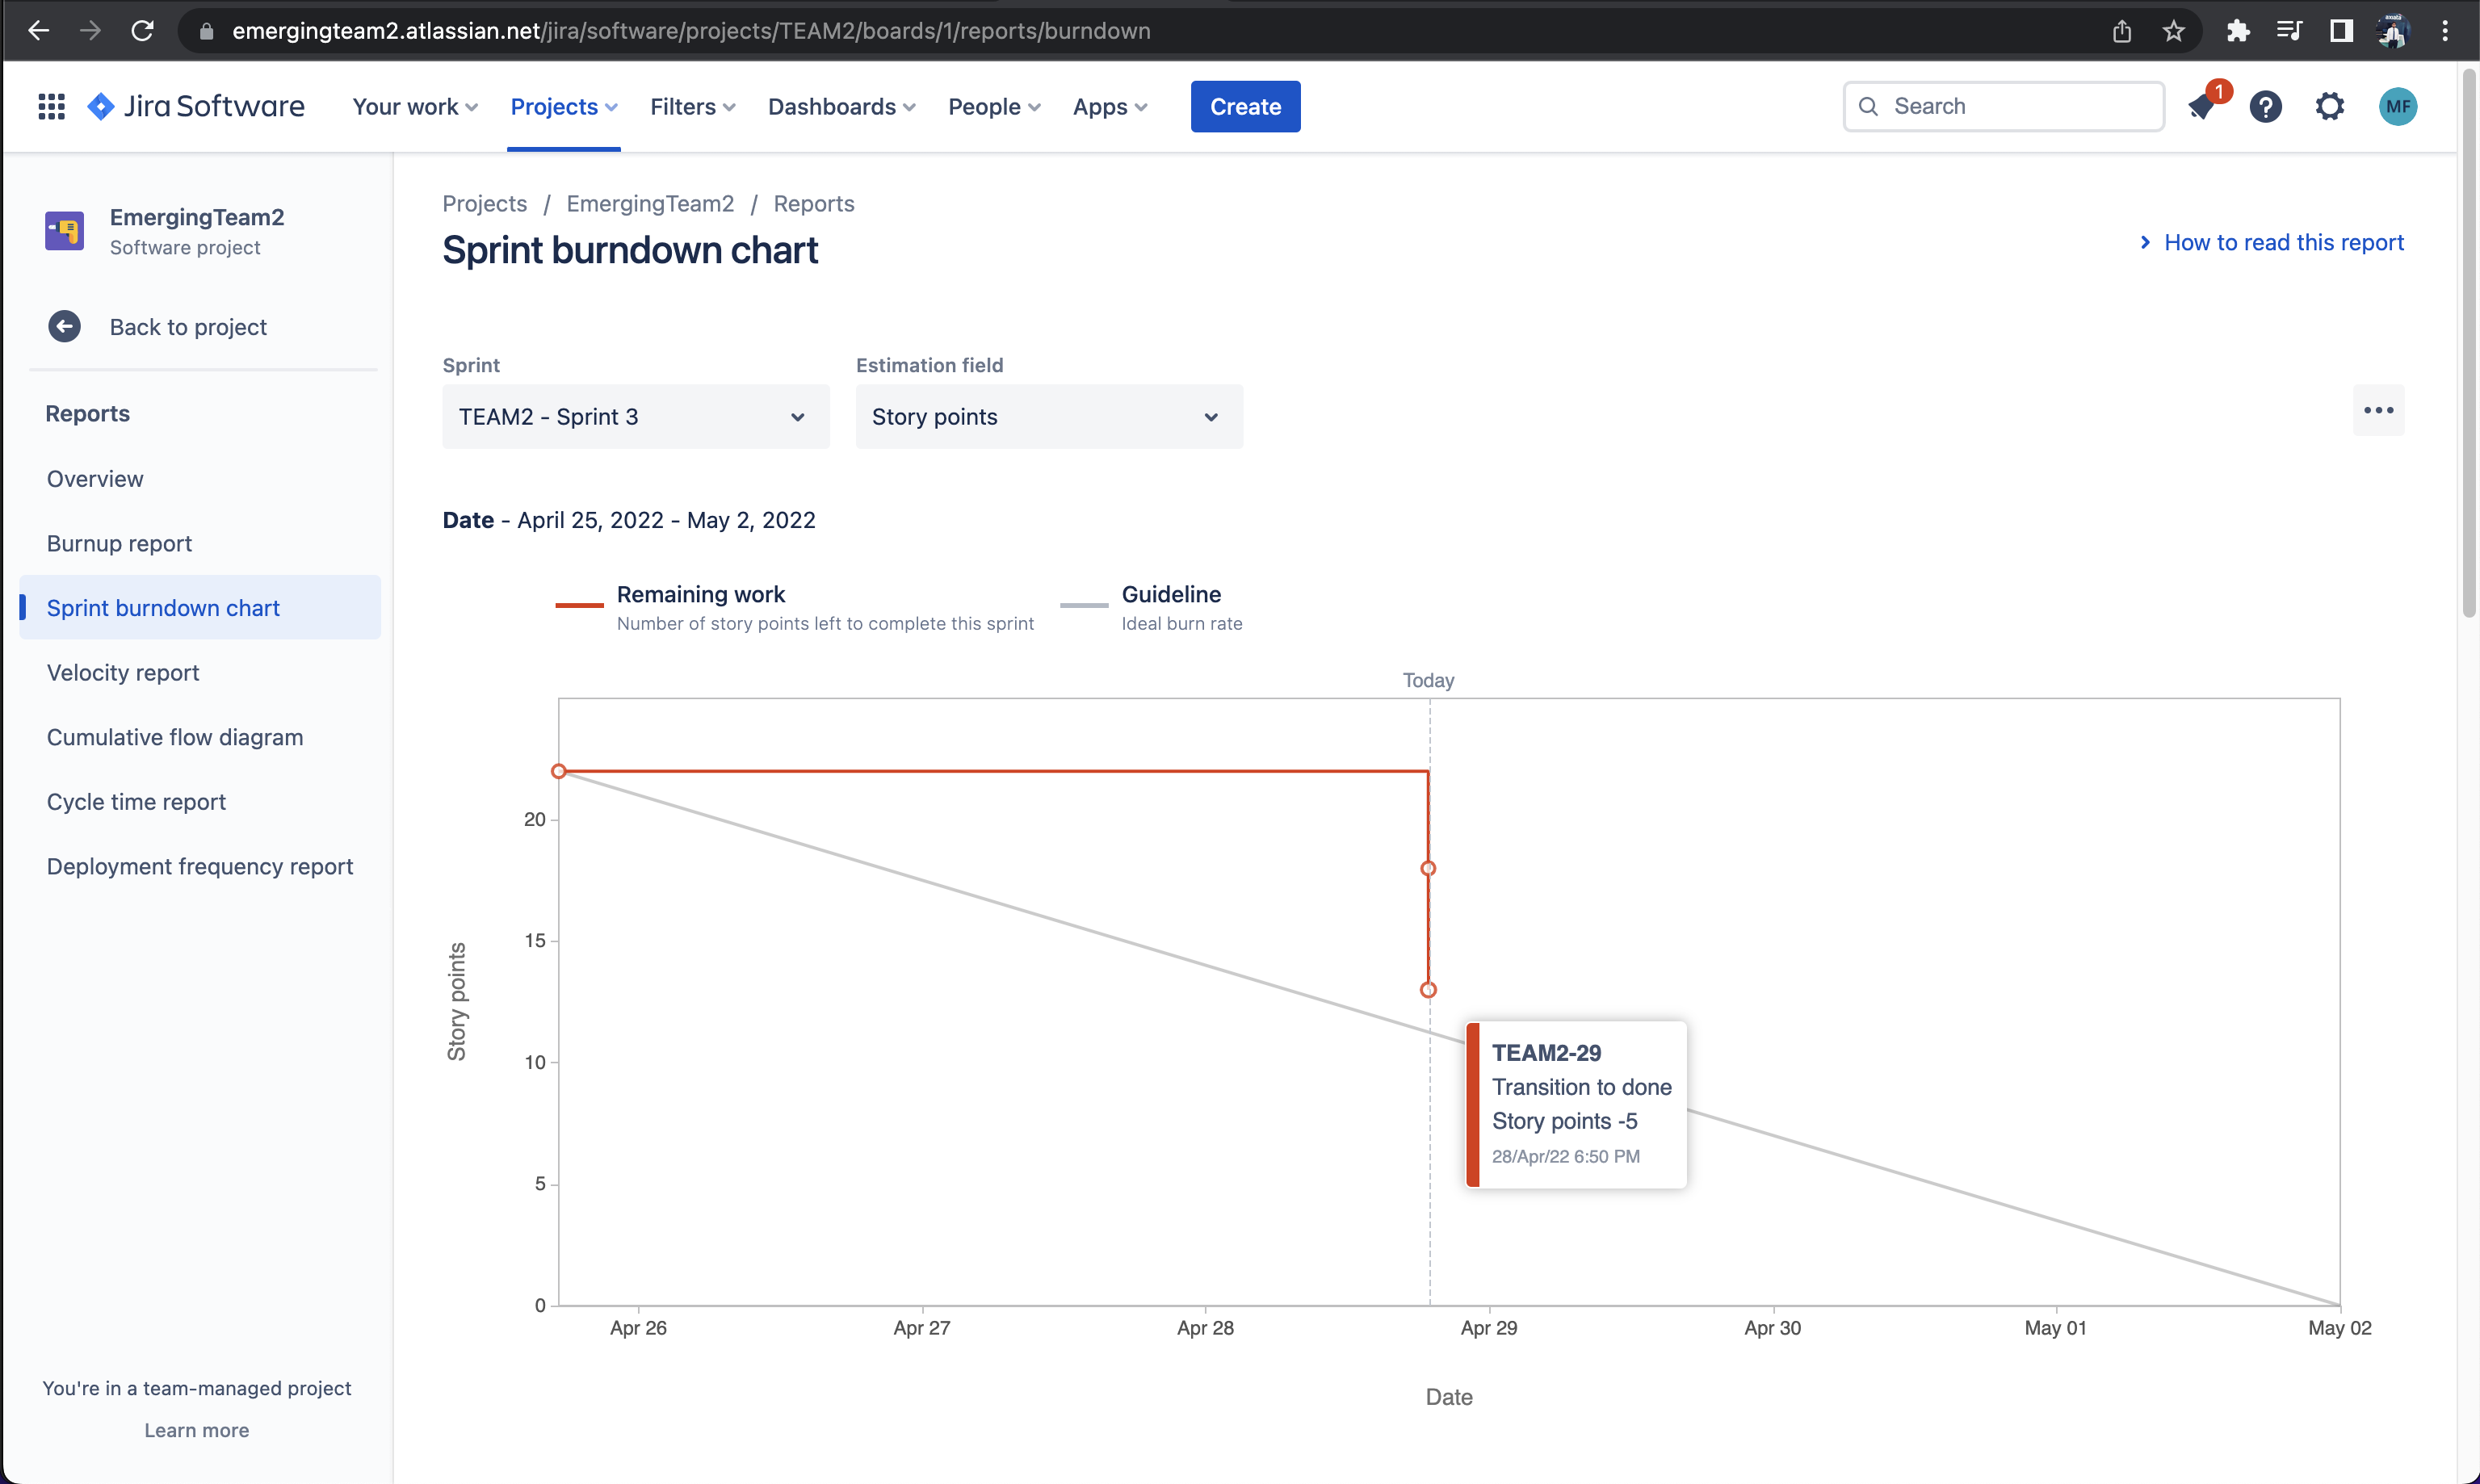 emergingteam2.atlassian.net/jira/software/projects/TEAM2/boards/1/reports/burndown
Jira Software
Your work
Projects
Filters
Dashboards
People
Apps
Create
Search
1
MF
EmergingTeam2
Software project
Back to project
Reports
Overview
Burnup report
Sprint burndown chart
Velocity report
Cumulative flow diagram
Cycle time report
Deployment frequency report
You're in a team-managed project
Learn more
Projects / EmergingTeam2 / Reports
Sprint burndown chart
How to read this report
Sprint
TEAM2 - Sprint 3
Estimation field
Story points
Date - April 25, 2022 - May 2, 2022
Remaining work
Number of story points left to complete this sprint
Guideline
Ideal burn rate
Today
20
15
10
5
0
Story points
TEAM2-29
Transition to done
Story points -5
28/Apr/22 6:50 PM
Apr 26
Apr 27
Apr 28
Apr 29
Apr 30
May 01
May 02
Date